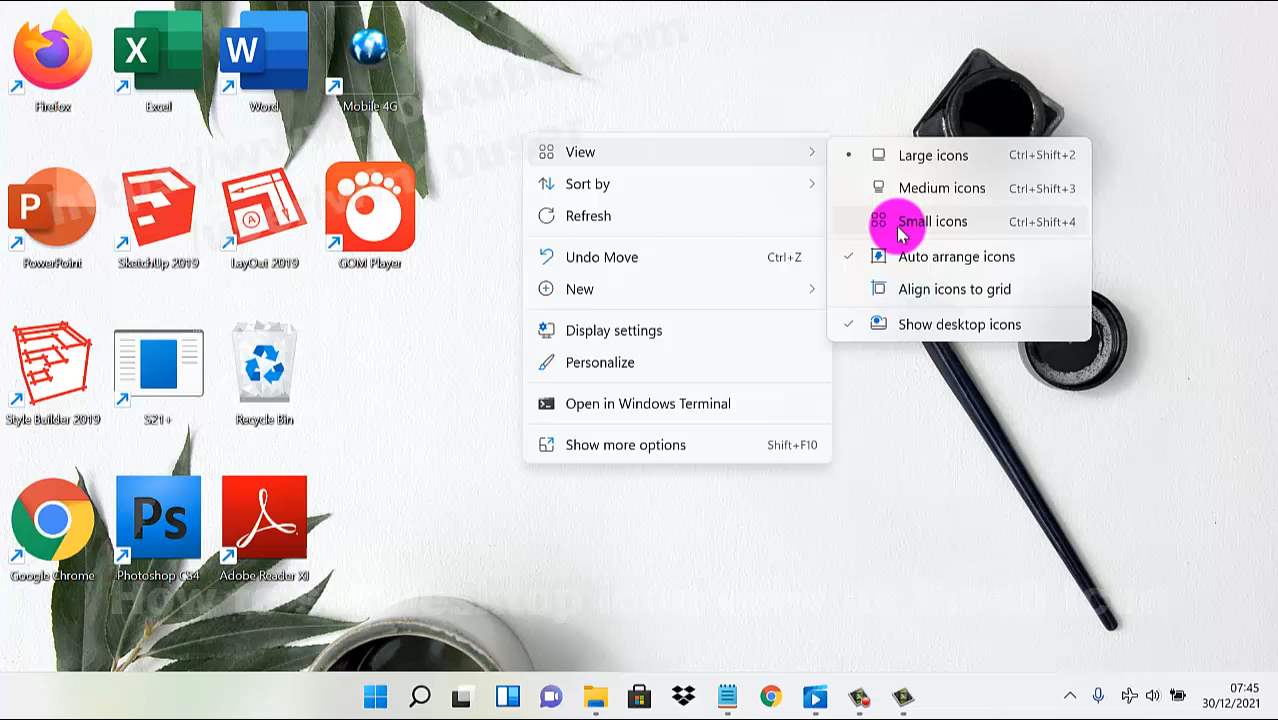 Firefox
Excel
Word
Mobile 4G
PowerPoint
SketchUp 2019
LayOut 2019
GOM Player
Style Builder 2019
S21+
Recycle Bin
Google Chrome
Photoshop CS4
Adobe Reader XI
X
W
P
A
Ps
View
Sort by
Refresh
Undo Move Ctrl+Z
New
Display settings
Personalize
Open in Windows Terminal
Show more options Shift+F10
Large icons Ctrl+Shift+2
Medium icons Ctrl+Shift+3
Small icons Ctrl+Shift+4
Auto arrange icons
Align icons to grid
Show desktop icons
07:45
30/12/2021